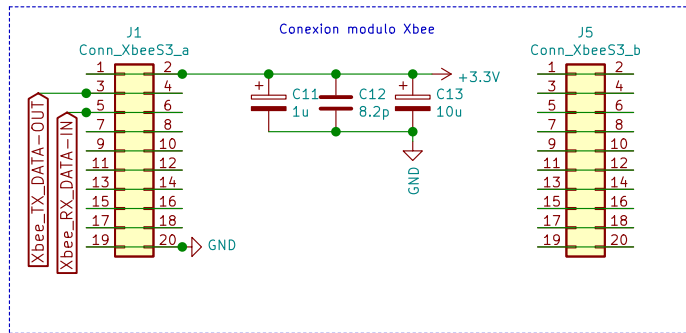 Conexion modulo Xbee
J1
Conn_XbeeS3_a
1 2
3 4
5 6
7 8
9 10
11 12
13 14
15 16
17 18
19 20
Xbee_TX_DATA-OUT
Xbee_RX_DATA-IN
GND
+ C11
1u
C12
8.2p
+ C13
10u
+3.3V
GND
J5
Conn_XbeeS3_b
1 2
3 4
5 6
7 8
9 10
11 12
13 14
15 16
17 18
19 20